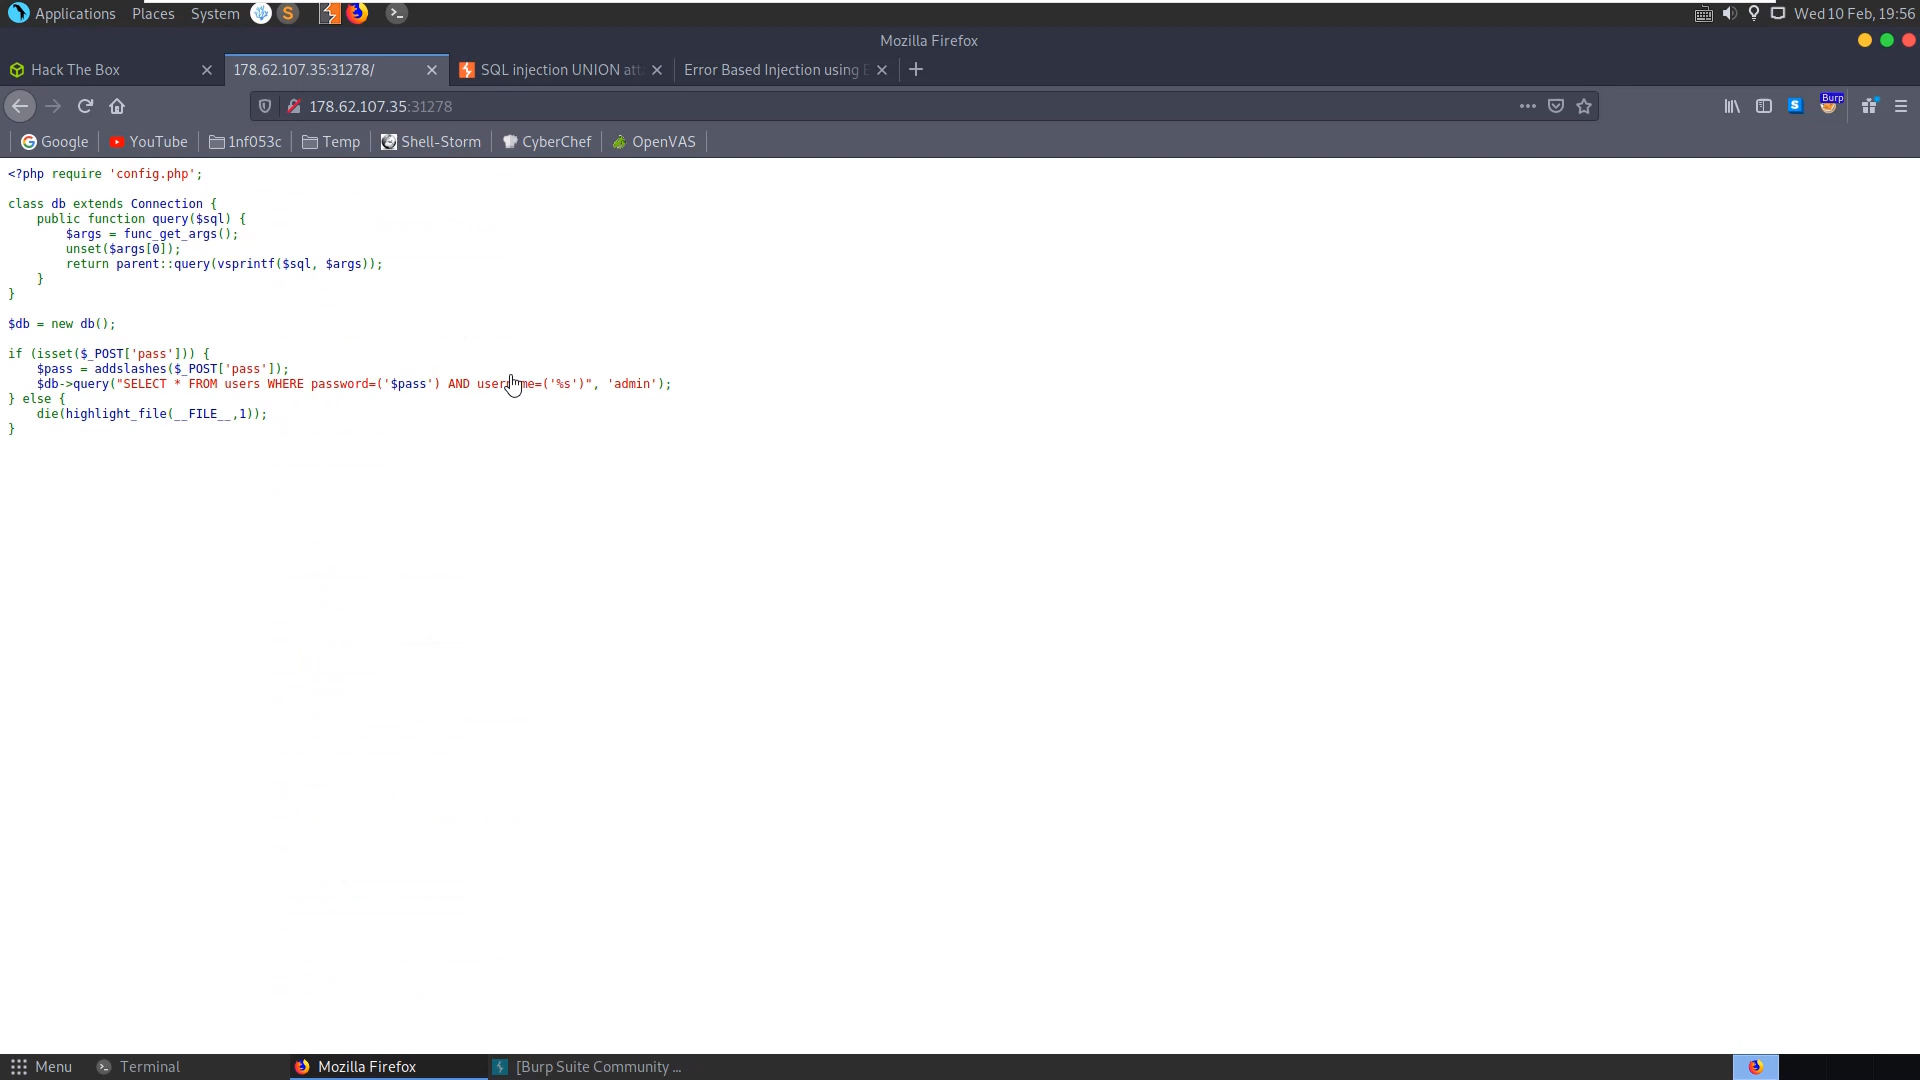 Applications Places System Wed 10 Feb, 19:56
Mozilla Firefox
Hack The Box 178.62.107.35:31278/ SQL injection UNION att Error Based Injection using
178.62.107.35:31278 Burp
Google YouTube 1nf053c Temp Shell-Storm CyberChef OpenVAS
<?php require 'config.php';
class db extends Connection {
    public function query($sql) {
        $args = func_get_args();
        unset($args[0]);
        return parent::query(vsprintf($sql, $args));
    }
}
$db = new db();
if (isset($_POST['pass'])) {
    $pass = addslashes($_POST['pass']);
    $db->query("SELECT * FROM users WHERE password=('$pass') AND username=('%s')", 'admin');
} else {
    die(highlight_file(__FILE__,1));
}
Menu Terminal Mozilla Firefox [Burp Suite Community ...